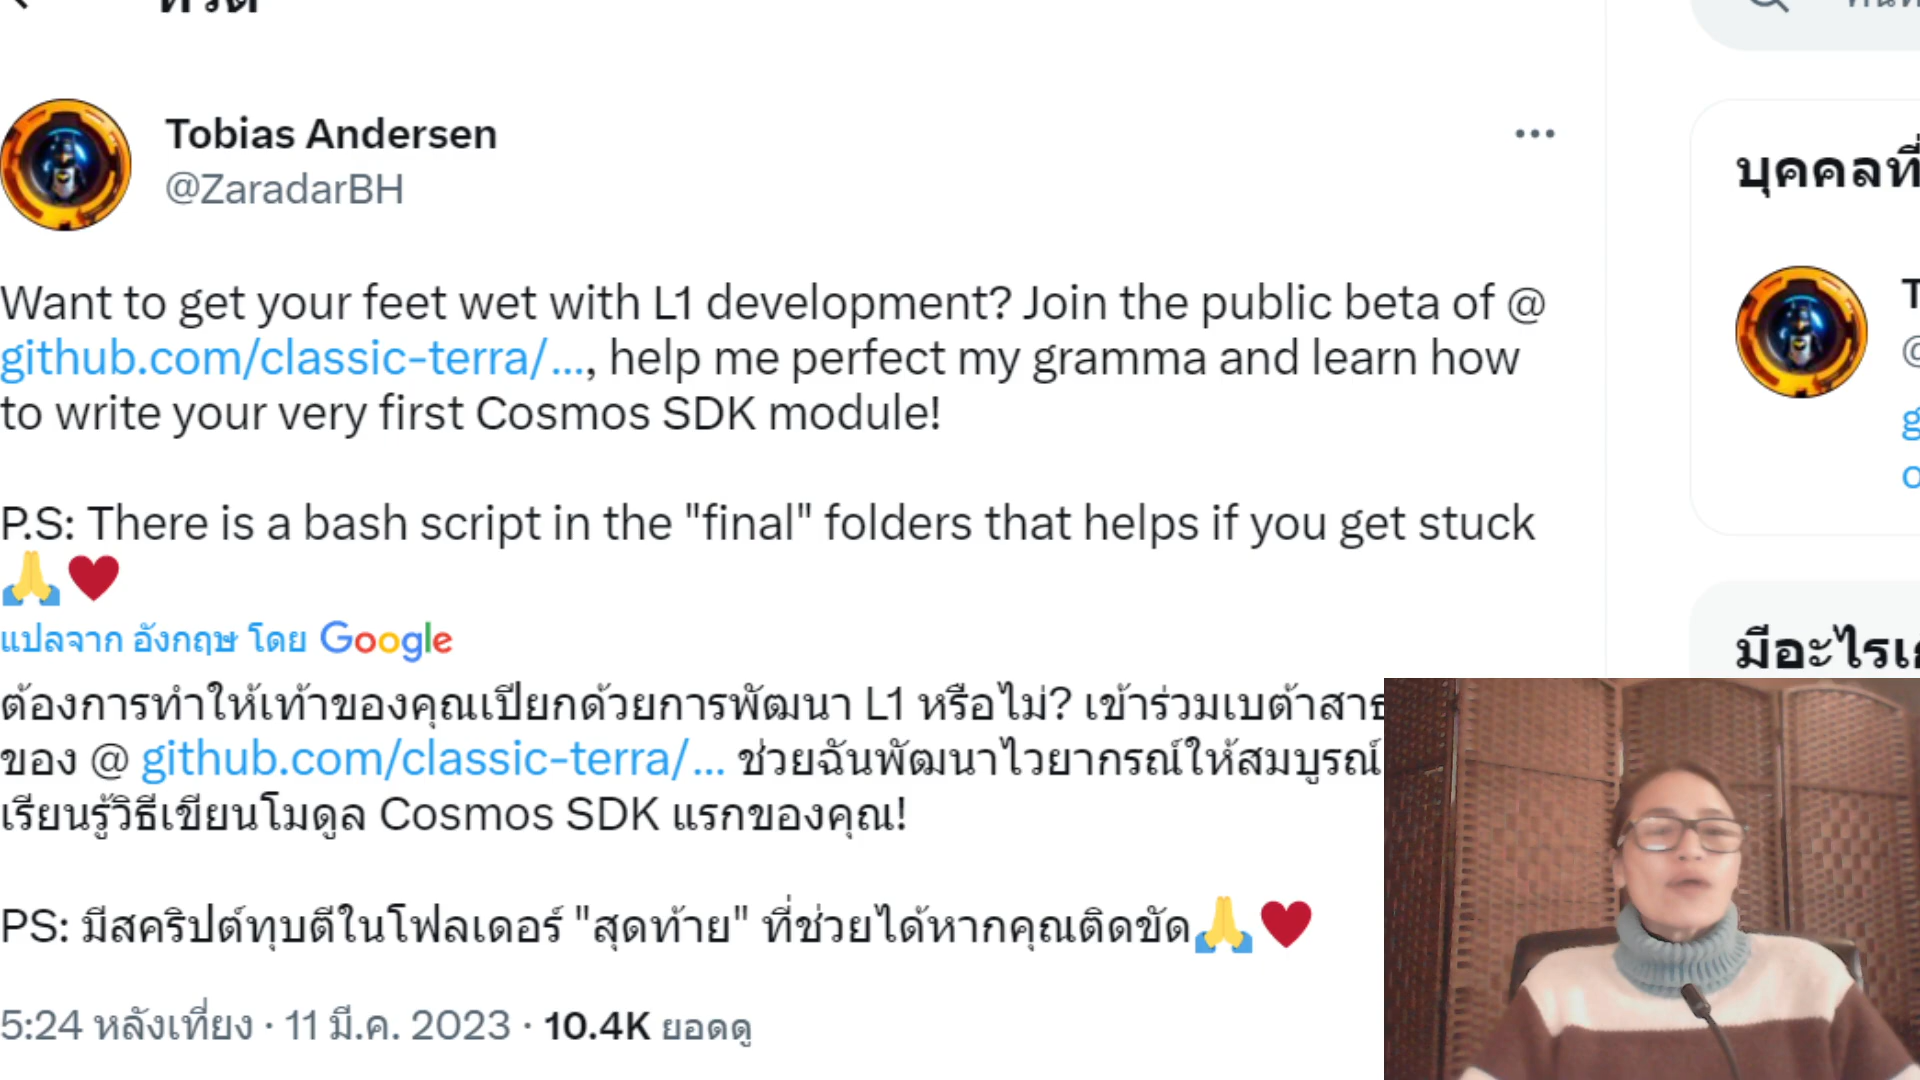 Tobias Andersen
@ZaradarBH
Want to get your feet wet with L1 development? Join the public beta of @
github.com/classic-terra/..., help me perfect my gramma and learn how
to write your very first Cosmos SDK module!
P.S: There is a bash script in the "final" folders that helps if you get stuck
🙏♥
แปลจาก อังกฤษ โดย Google
ต้องการทำให้เท้าของคุณเปียกด้วยการพัฒนา L1 หรือไม่? เข้าร่วมเบต้า
ของ @ github.com/classic-terra/... ช่วยฉันพัฒนาไวยากรณ์ให้สมบูรณ์
เรียนรู้วิธีเขียนโมดูล Cosmos SDK แรกของคุณ!
PS: มีสคริปต์ทุบตีในโฟลเดอร์ "สุดท้าย" ที่ช่วยได้หากคุณติดขัด🙏♥
5:24 หลังเที่ยง · 11 มี.ค. 2023 · 10.4K ยอดดู
บุคคลที่
มีอะไร